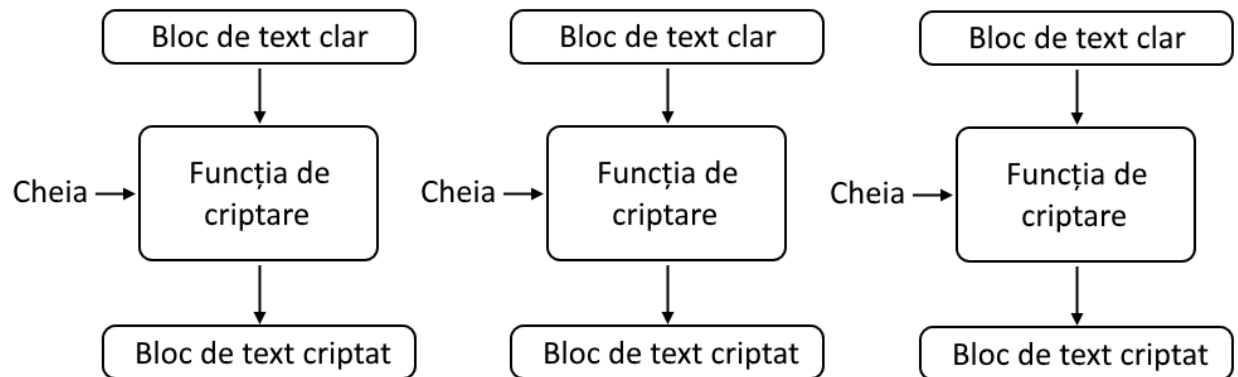 Bloc de text clar
Bloc de text clar
Bloc de text clar
Cheia
Funcția de
criptare
Cheia
Funcția de
criptare
Cheia
Funcția de
criptare
Bloc de text criptat
Bloc de text criptat
Bloc de text criptat